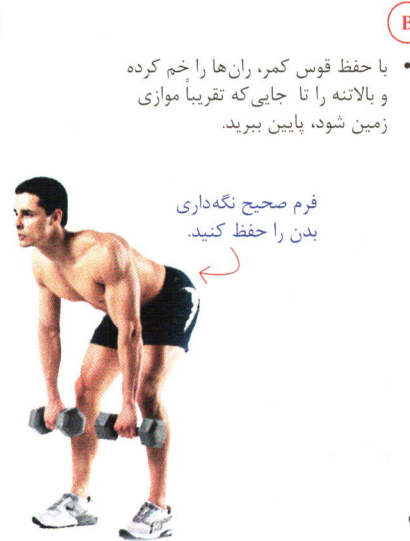 B
• با حفظ قوس کمر، ران‌ها را خم کرده
و بالاتنه را تا جایی‌که تقریباً موازی
زمین شود، پایین ببرید.
فرم صحیح نگه‌داری
بدن را حفظ کنید.